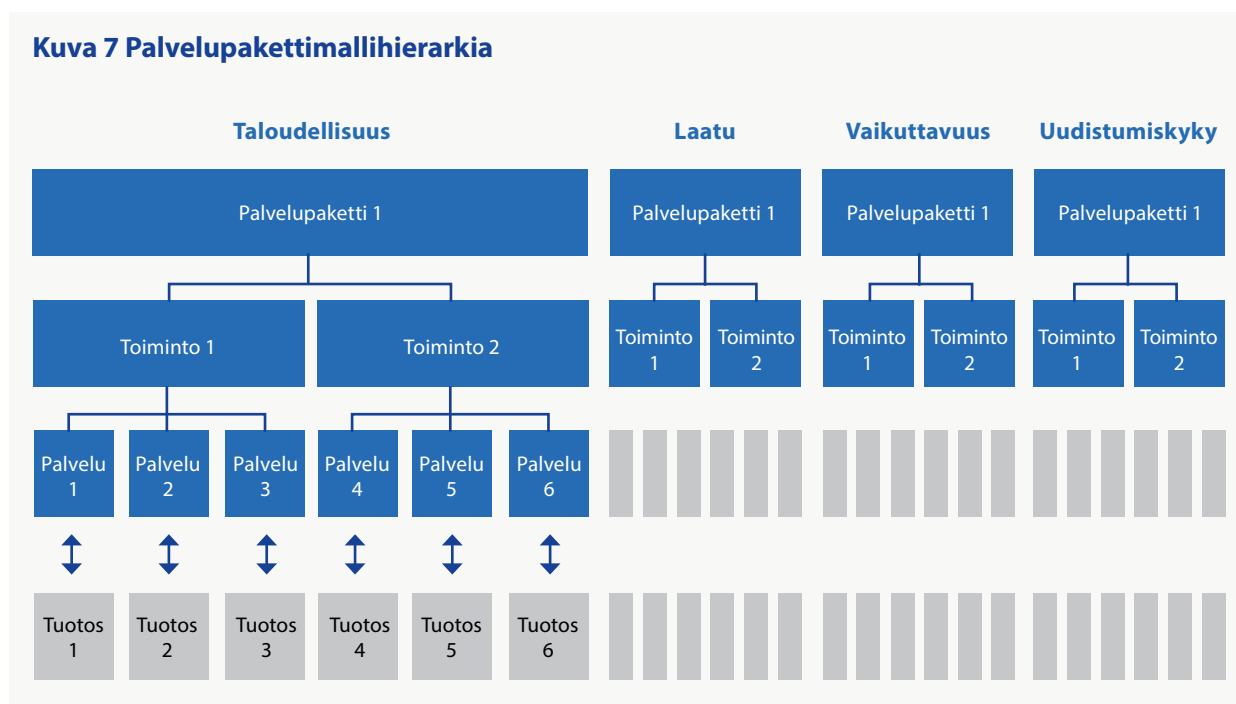 Kuva 7 Palvelupakettimallihierarkia
Taloudellisuus
Laatu
Vaikuttavuus
Uudistumiskyky
Palvelupaketti 1
Palvelupaketti 1
Palvelupaketti 1
Palvelupaketti 1
Toiminto 1
Toiminto 2
Toiminto
1
Toiminto
2
Toiminto
1
Toiminto
2
Toiminto
1
Toiminto
2
Palvelu
1
Palvelu
2
Palvelu
3
Palvelu
4
Palvelu
5
Palvelu
6
Tuotos
1
Tuotos
2
Tuotos
3
Tuotos
4
Tuotos
5
Tuotos
6